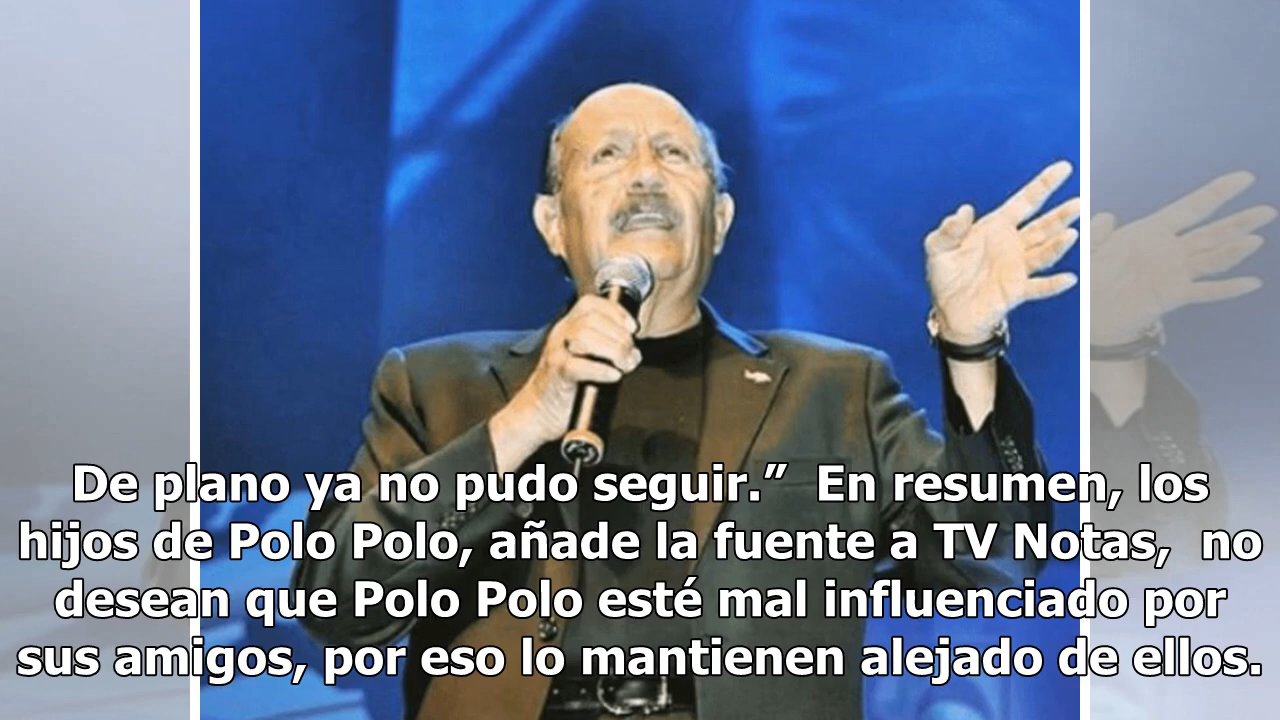 De plano ya no pudo seguir.”  En resumen, los
hijos de Polo Polo, añade la fuente a TV Notas,  no
desean que Polo Polo esté mal influenciado por
sus amigos, por eso lo mantienen alejado de ellos.